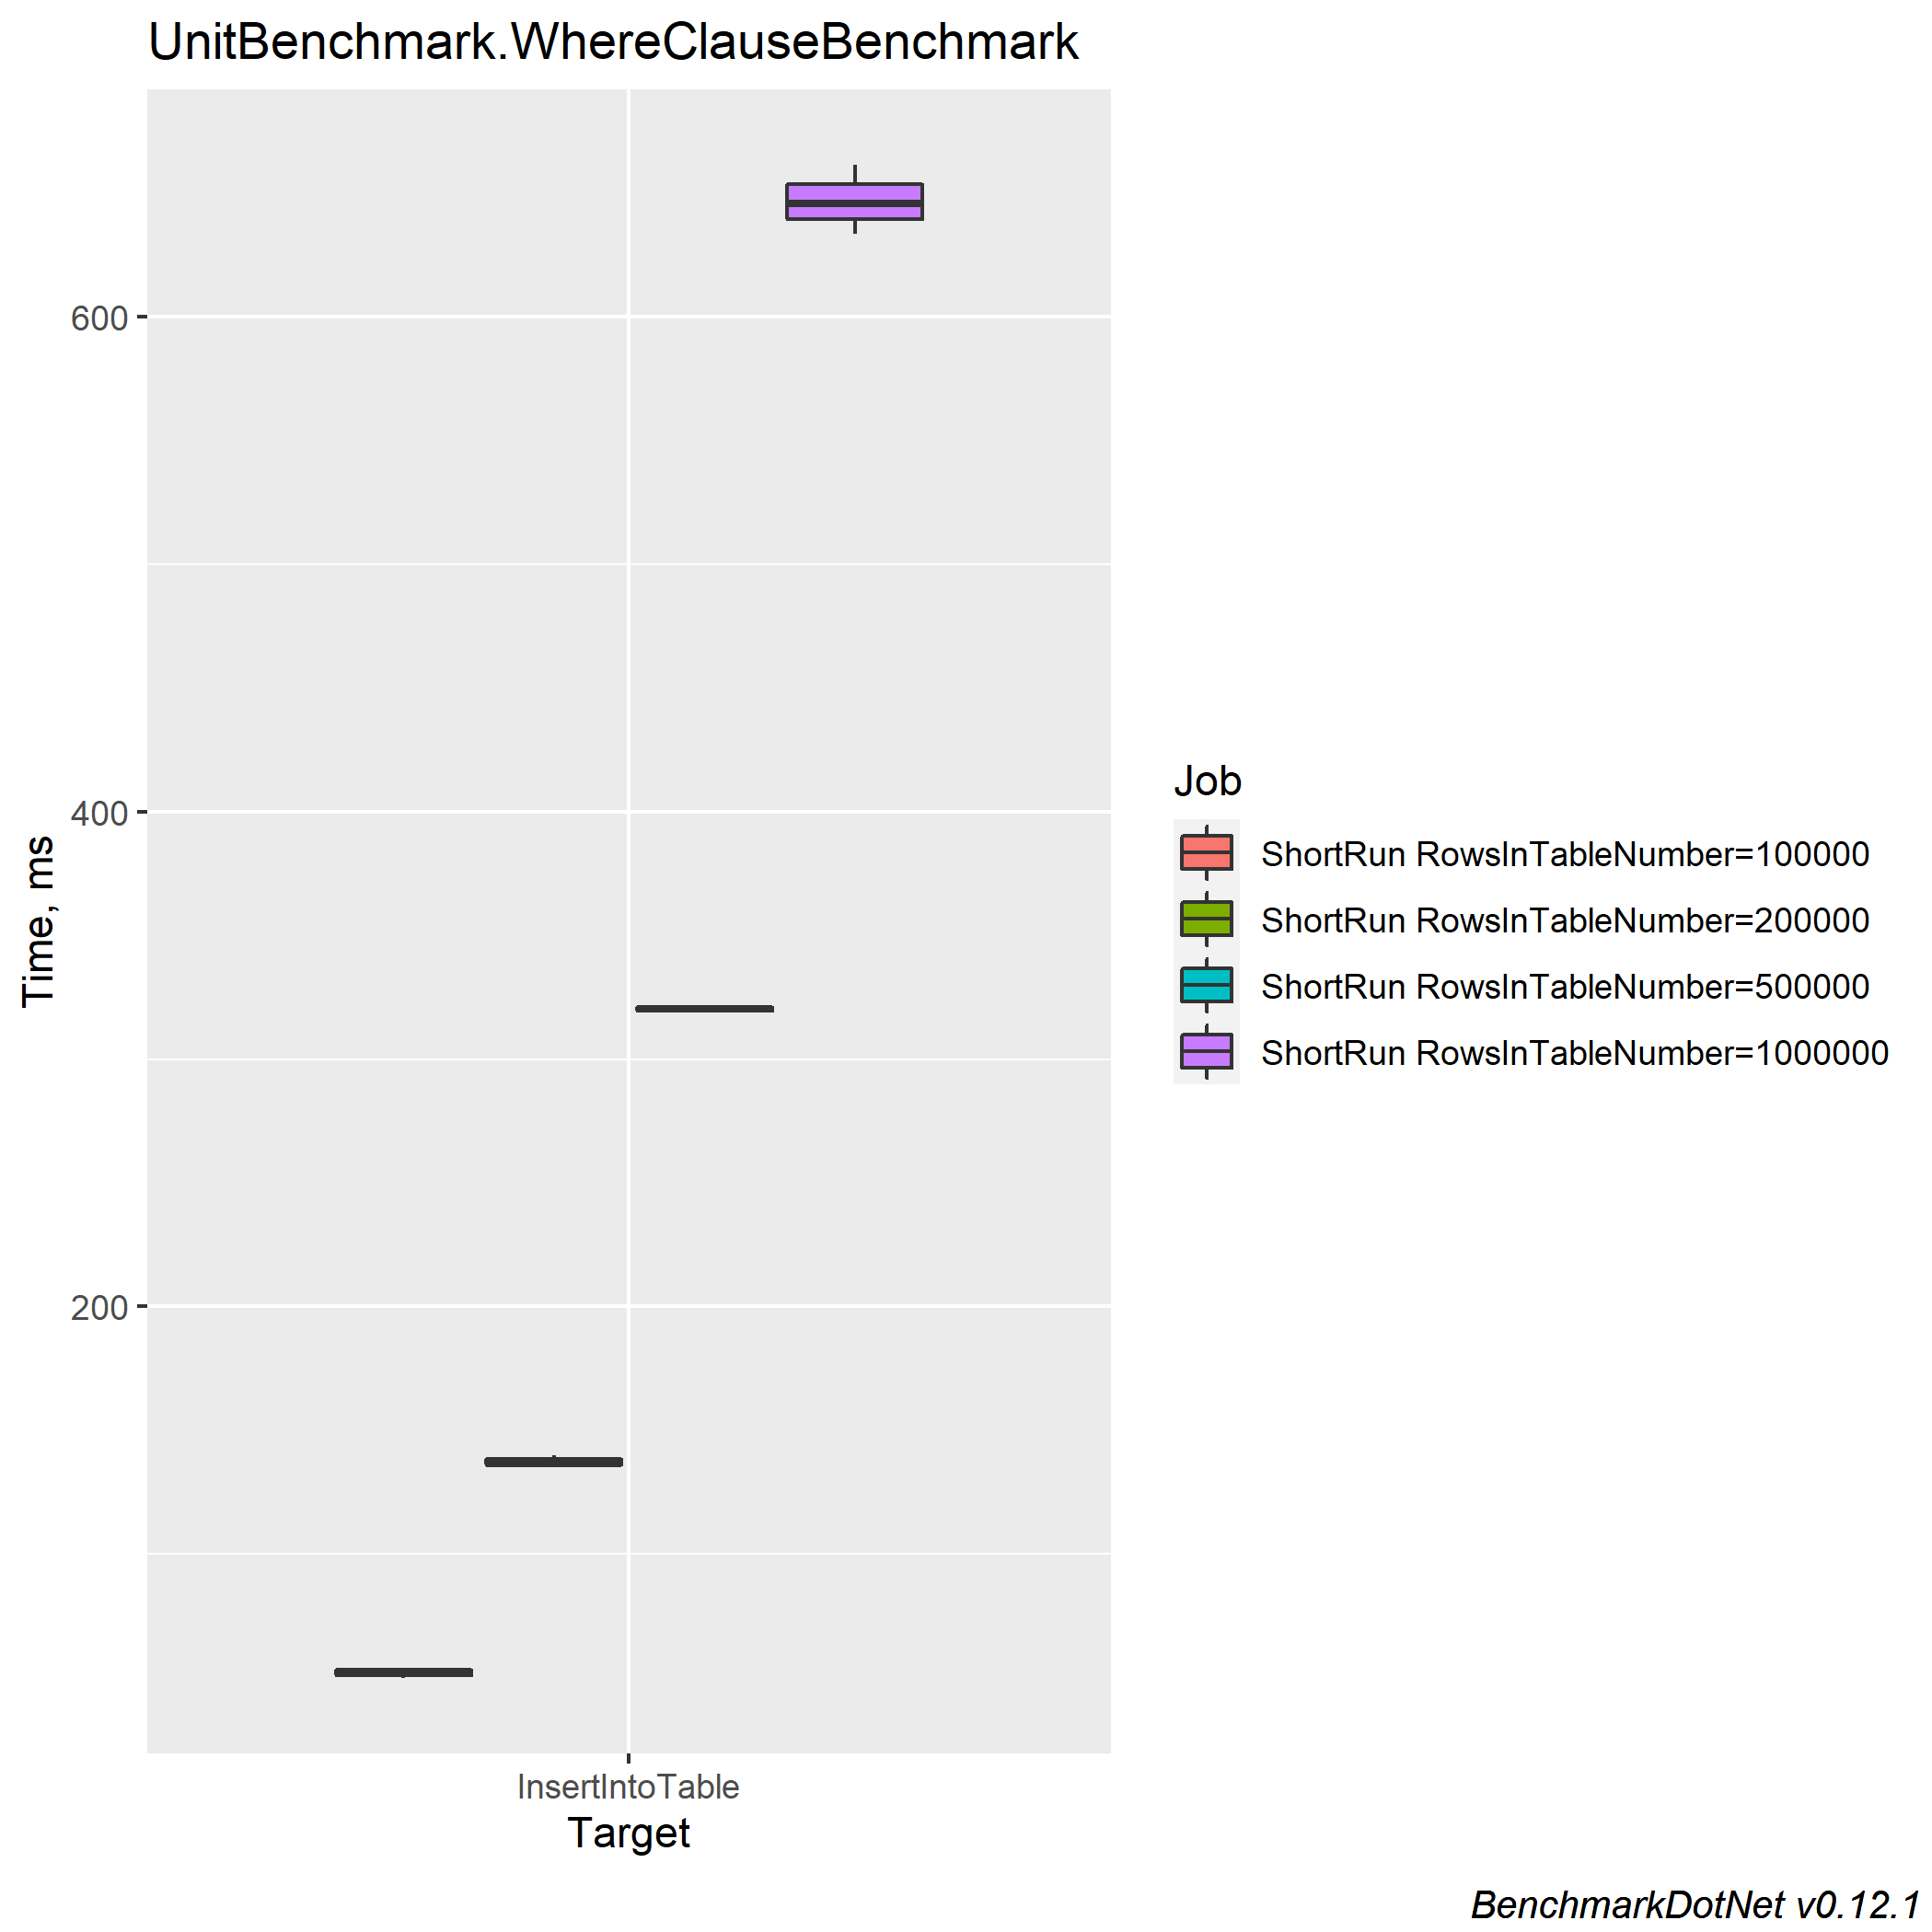 UnitBenchmark.WhereClauseBenchmark
600
400
200
Time, ms
InsertIntoTable
Target
Job
ShortRun RowsInTableNumber=100000
ShortRun RowsInTableNumber=200000
ShortRun RowsInTableNumber=500000
ShortRun RowsInTableNumber=1000000
BenchmarkDotNet v0.12.1